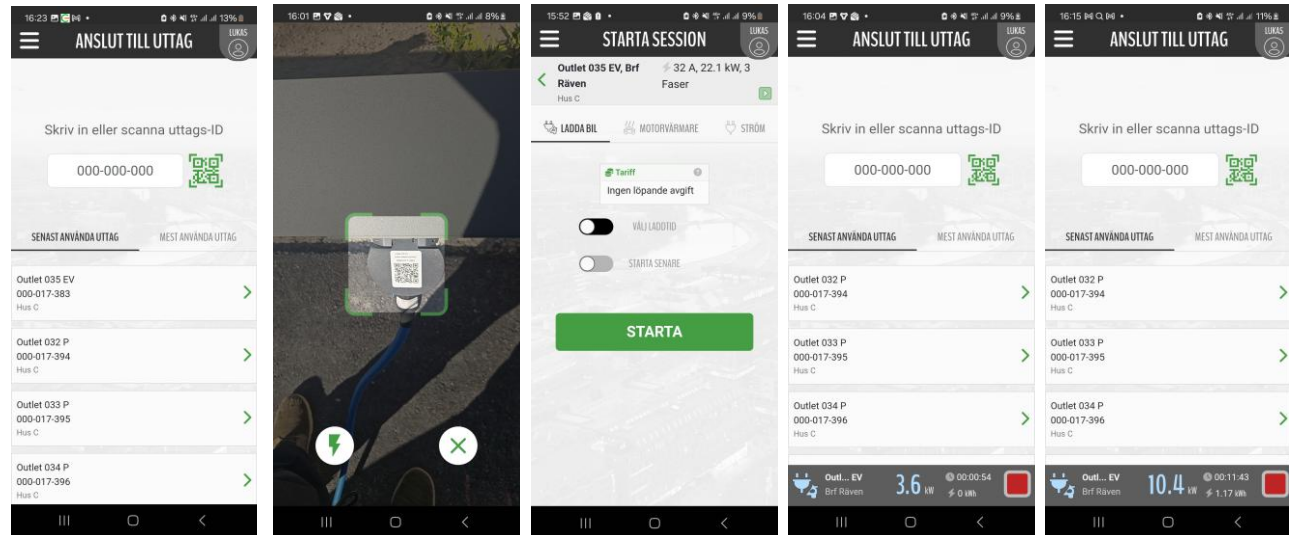 16:23
13%
LUKAS
ANSLUT TILL UTTAG
Skriv in eller scanna uttags-ID
000-000-000
SENAST ANVÄNDA UTTAG
MEST ANVÄNDA UTTAG
Outlet 035 EV
000-017-383
Hus C
Outlet 032 P
000-017-394
Hus C
Outlet 033 P
000-017-395
Hus C
Outlet 034 P
000-017-396
Hus C
16:01
8%
15:52
9%
LUKAS
STARTA SESSION
Outlet 035 EV, Brf Räven
Hus C
32 A, 22.1 kW, 3 Faser
LADDA BIL
MOTORVÄRMARE
STRÖM
Tariff
Ingen löpande avgift
VÄLJ LADDTID
STARTA SENARE
STARTA
16:04
9%
LUKAS
ANSLUT TILL UTTAG
Skriv in eller scanna uttags-ID
000-000-000
SENAST ANVÄNDA UTTAG
MEST ANVÄNDA UTTAG
Outlet 032 P
000-017-394
Hus C
Outlet 033 P
000-017-395
Hus C
Outlet 034 P
000-017-396
Hus C
Outl... EV
Brf Räven
3.6 kW
00:00:54
0 kWh
16:15
11%
LUKAS
ANSLUT TILL UTTAG
Skriv in eller scanna uttags-ID
000-000-000
SENAST ANVÄNDA UTTAG
MEST ANVÄNDA UTTAG
Outlet 032 P
000-017-394
Hus C
Outlet 033 P
000-017-395
Hus C
Outlet 034 P
000-017-396
Hus C
Outl... EV
Brf Räven
10.4 kW
00:11:43
1.17 kWh